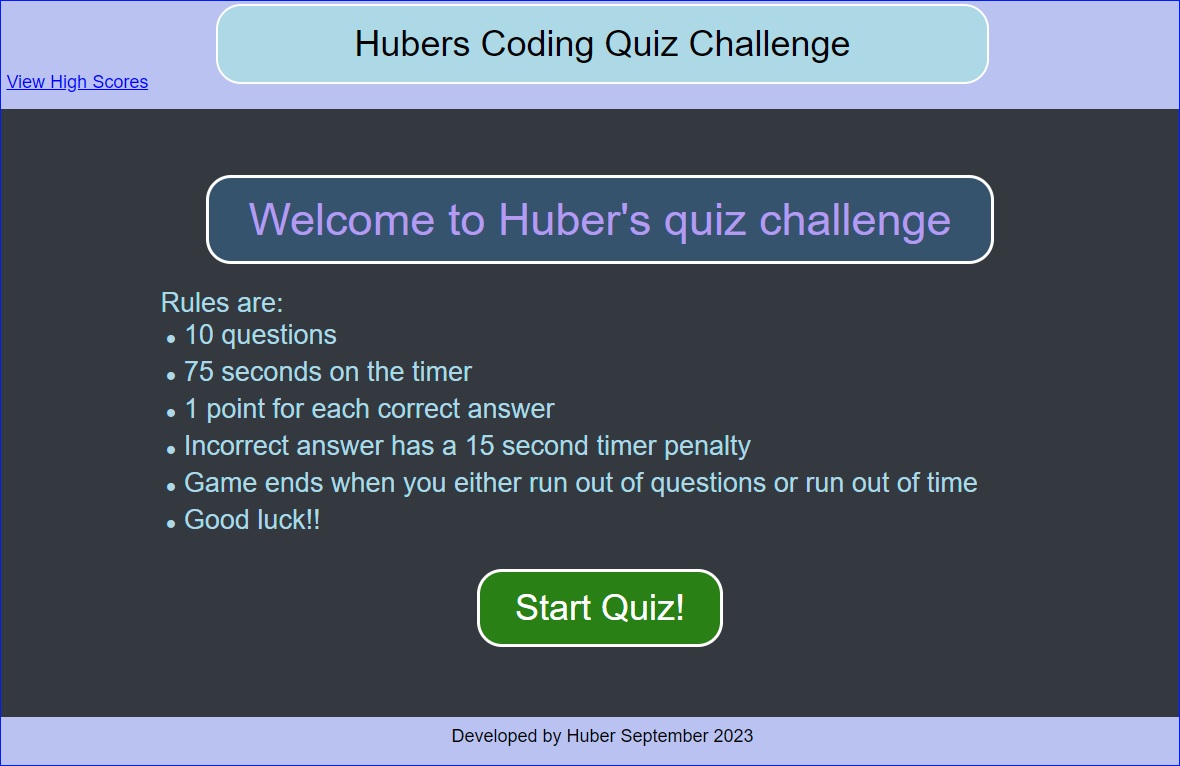 Hubers Coding Quiz Challenge
View High Scores
Welcome to Huber's quiz challenge
Rules are:
• 10 questions
• 75 seconds on the timer
• 1 point for each correct answer
• Incorrect answer has a 15 second timer penalty
• Game ends when you either run out of questions or run out of time
• Good luck!!
Start Quiz!
Developed by Huber September 2023